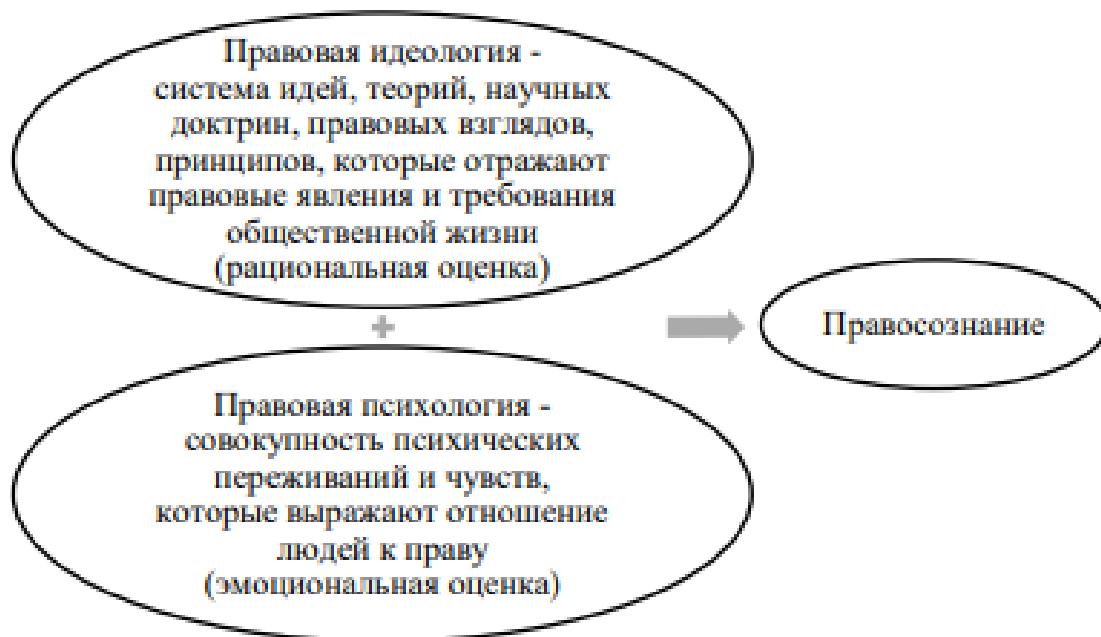 Правовая идеология -
система идей, теорий, научных
доктрин, правовых взглядов,
принципов, которые отражают
правовые явления и требования
общественной жизни
(рациональная оценка)
+
Правосознание
Правовая психология -
совокупность психических
переживаний и чувств,
которые выражают отношение
людей к праву
(эмоциональная оценка)